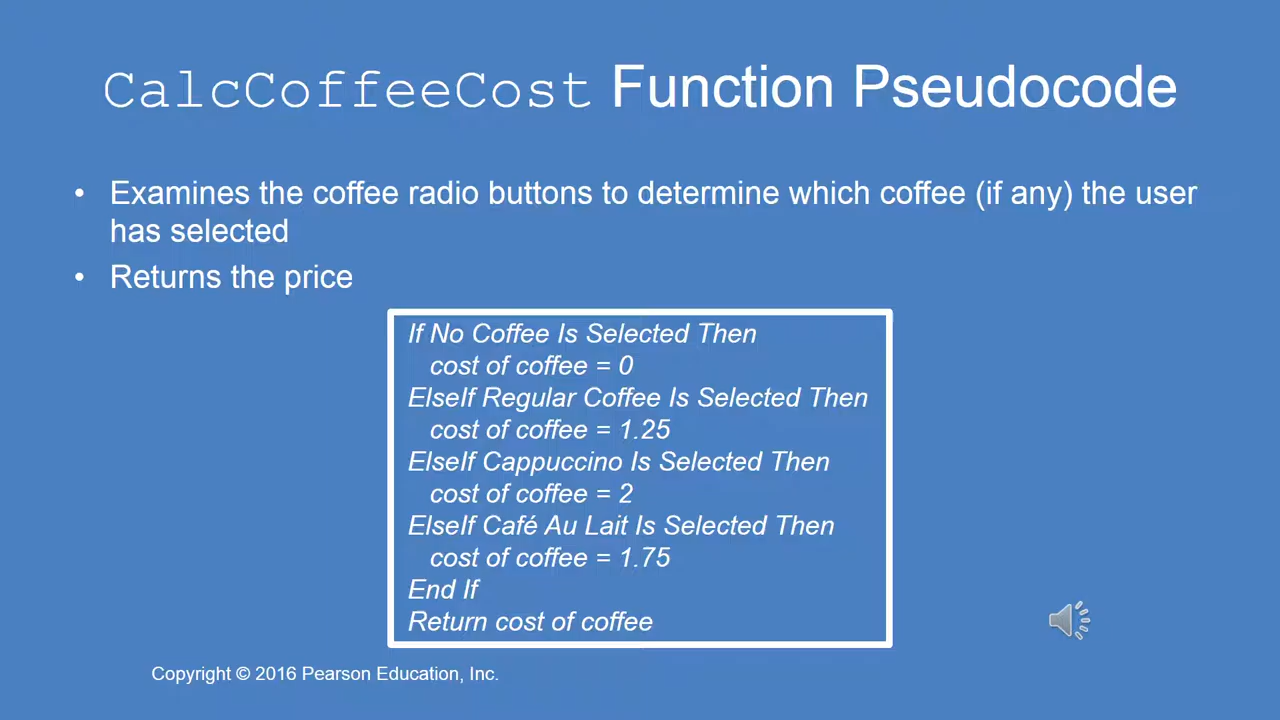 CalcCoffeeCost Function Pseudocode
• Examines the coffee radio buttons to determine which coffee (if any) the user
has selected
• Returns the price
If No Coffee Is Selected Then
cost of coffee = 0
ElseIf Regular Coffee Is Selected Then
cost of coffee = 1.25
ElseIf Cappuccino Is Selected Then
cost of coffee = 2
ElseIf Café Au Lait Is Selected Then
cost of coffee = 1.75
End If
Return cost of coffee
Copyright © 2016 Pearson Education, Inc.